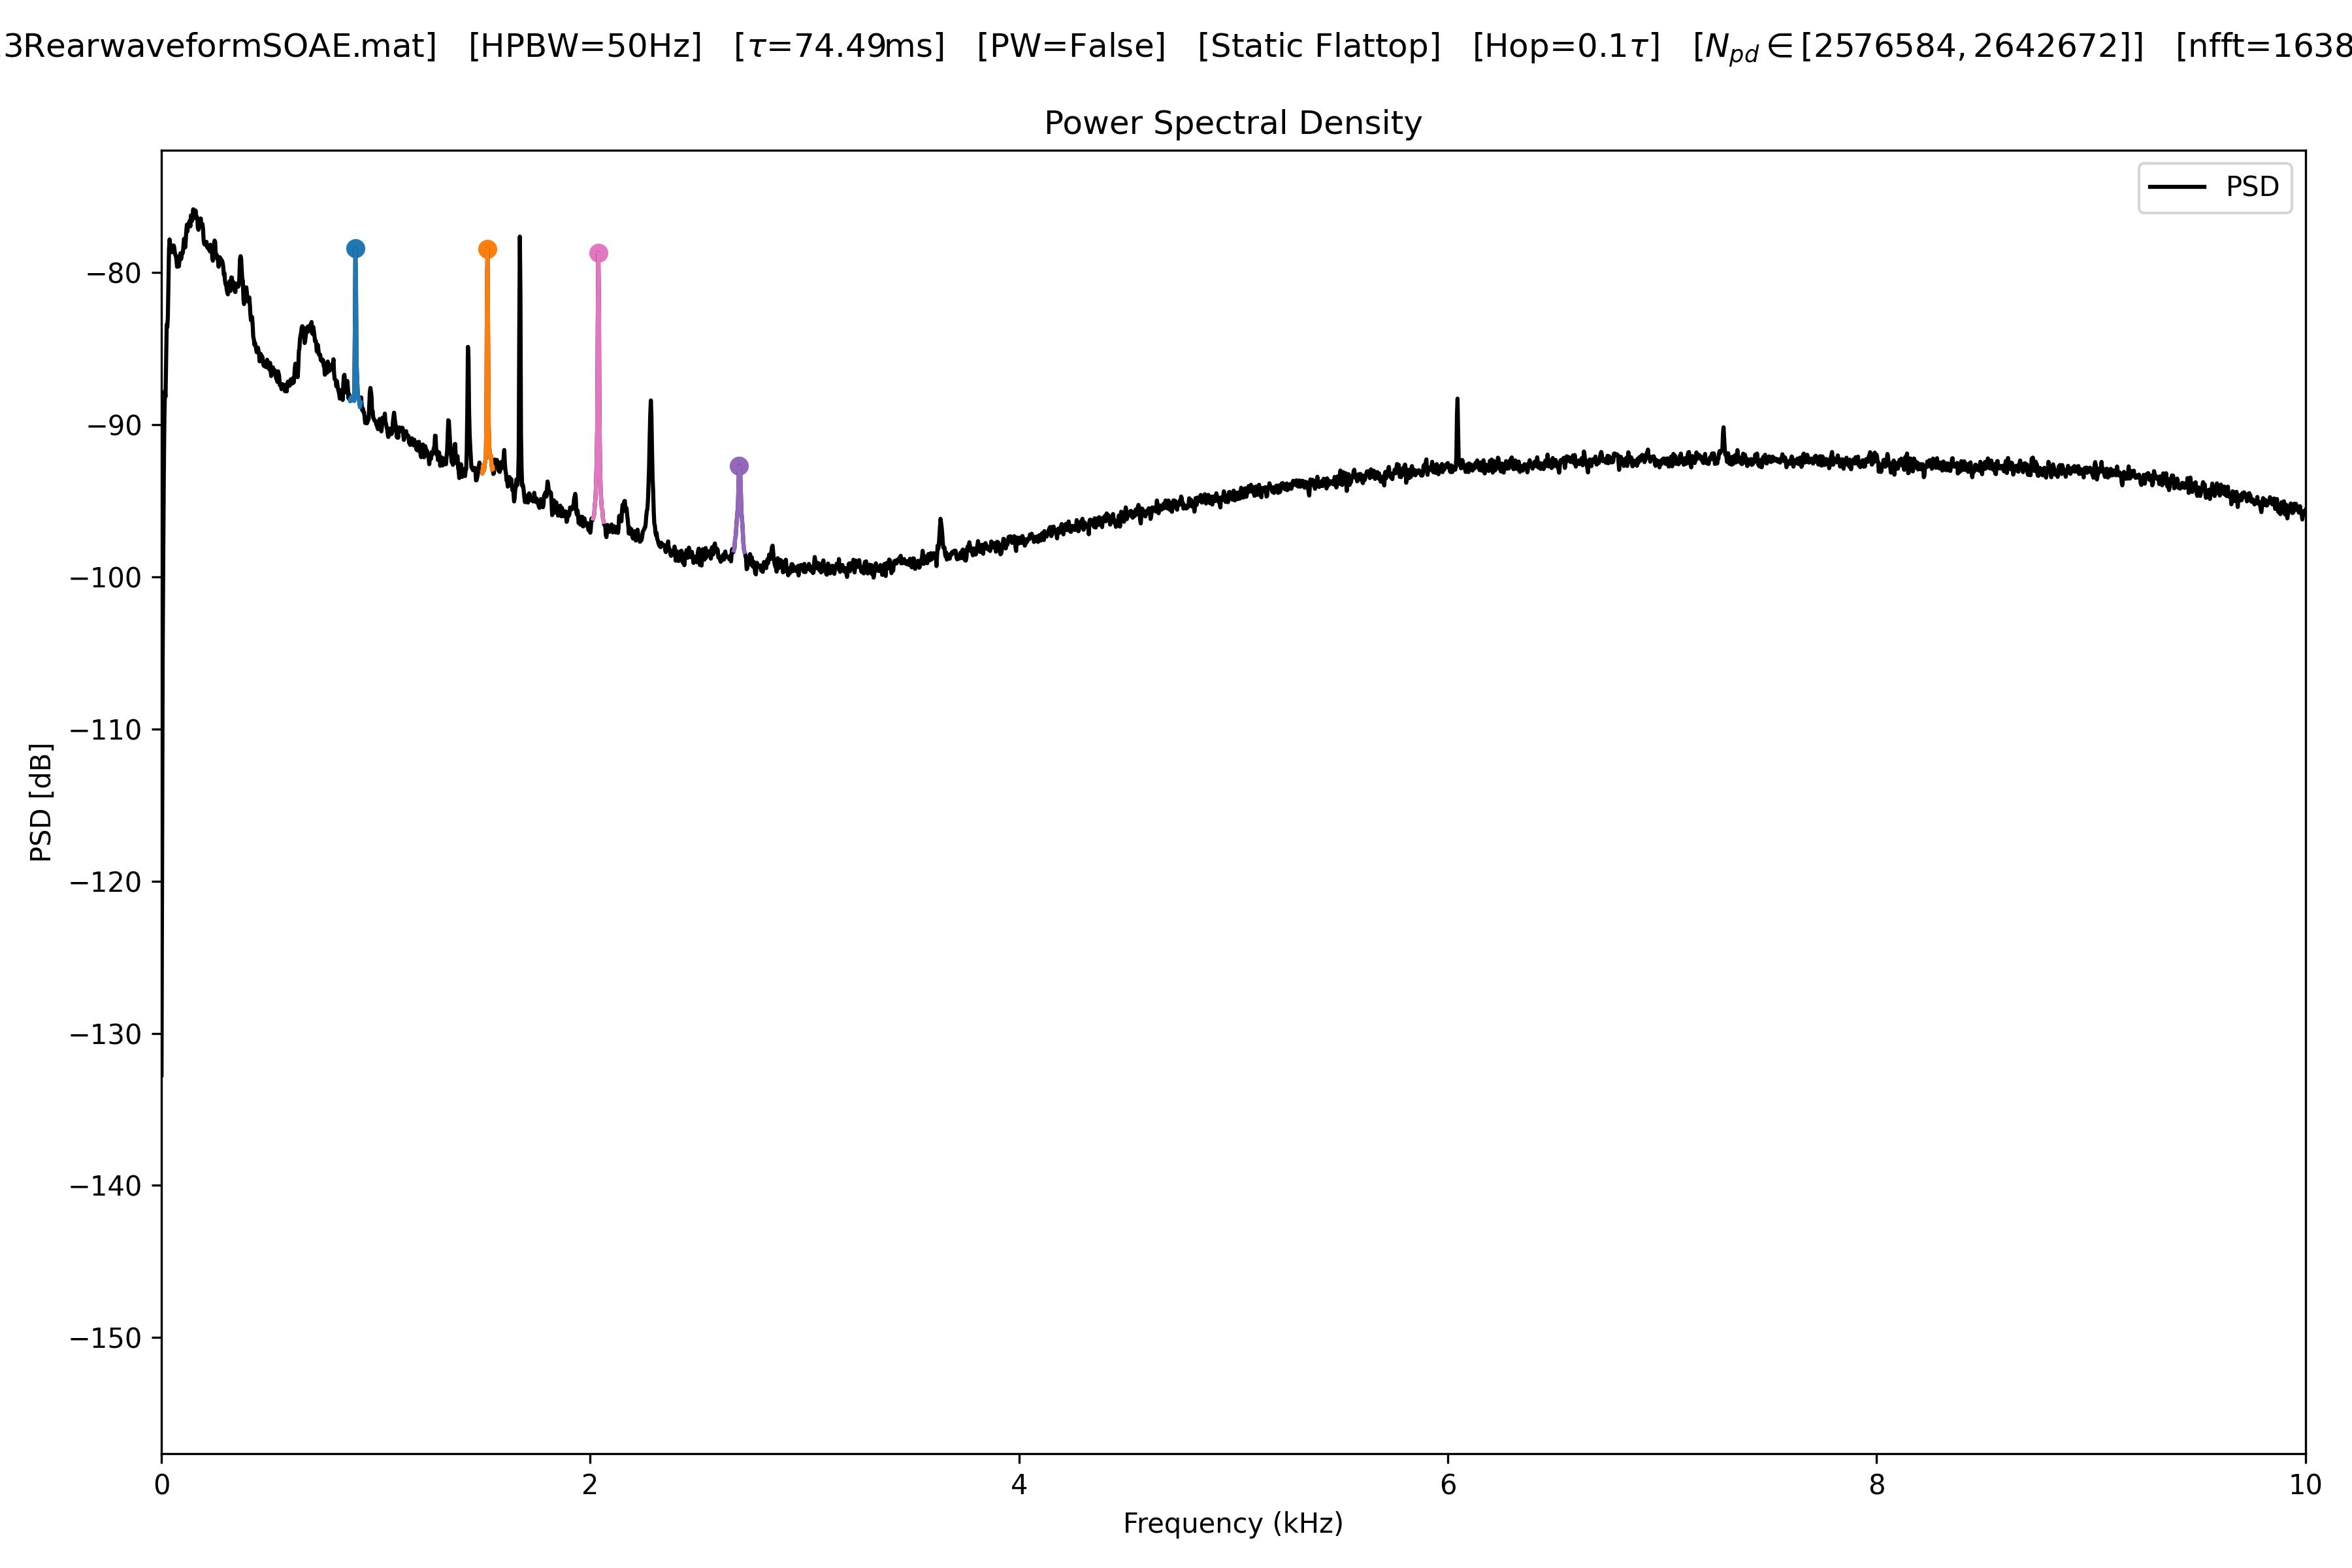 3RearwaveformSOAE.mat] [HPBW=50Hz] [τ=74.49ms] [PW=False] [Static Flattop] [Hop=0.1τ] [N_pd ∈ [2576584, 2642672]] [nfft=1638
Power Spectral Density
PSD
−80
−90
−100
−110
−120
−130
−140
−150
PSD [dB]
0 2 4 6 8 10
Frequency (kHz)